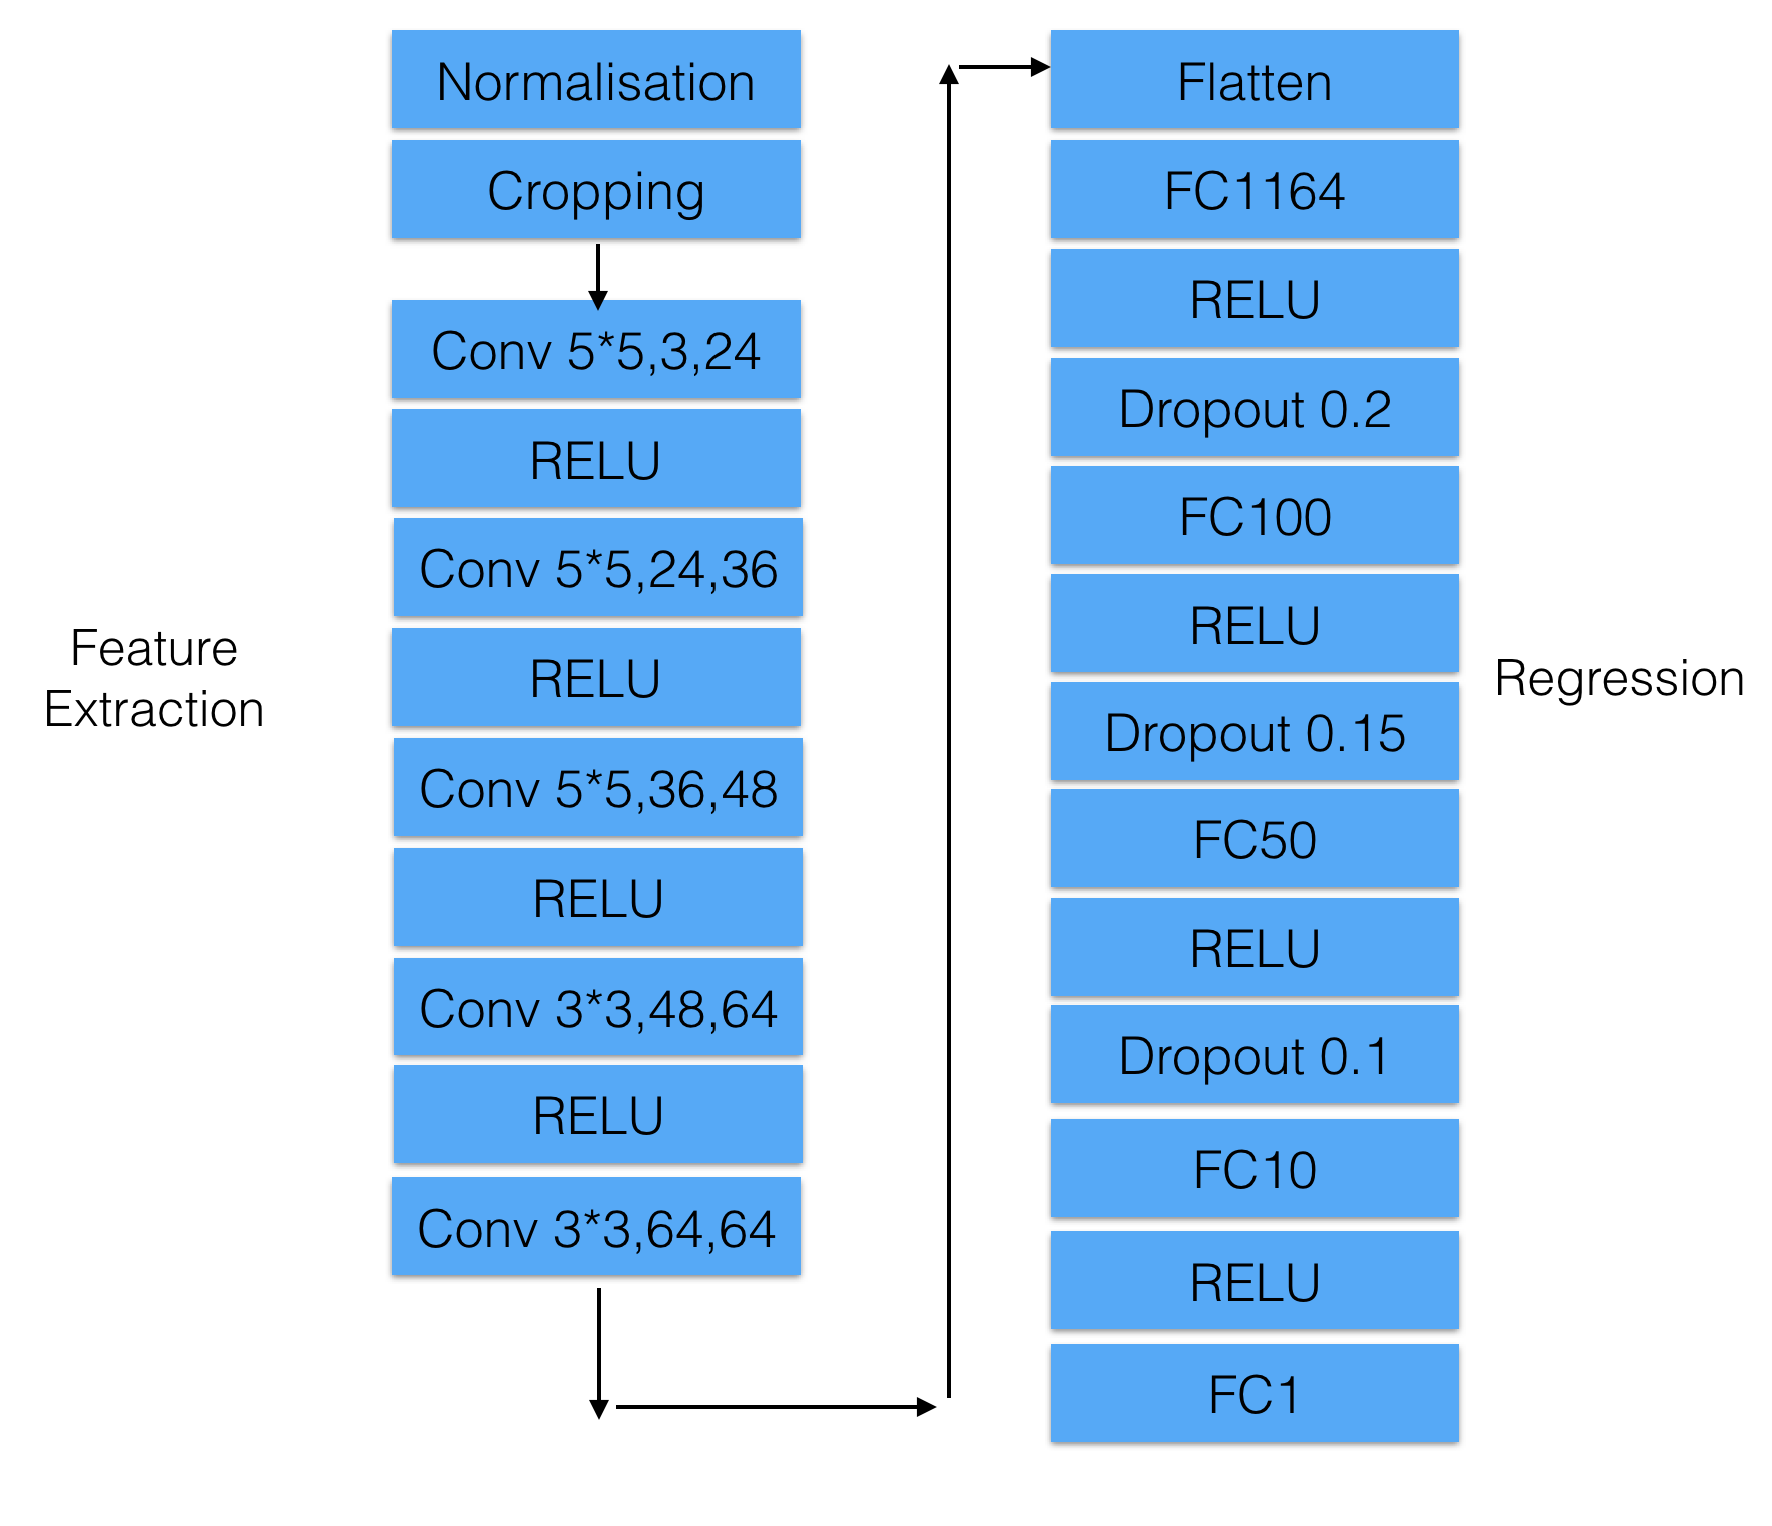 Feature
Extraction
Normalisation
Cropping
Conv 5*5,3,24
RELU
Conv 5*5,24,36
RELU
Conv 5*5,36,48
RELU
Conv 3*3,48,64
RELU
Conv 3*3,64,64
Flatten
FC1164
RELU
Dropout 0.2
FC100
RELU
Dropout 0.15
FC50
RELU
Dropout 0.1
FC10
RELU
FC1
Regression